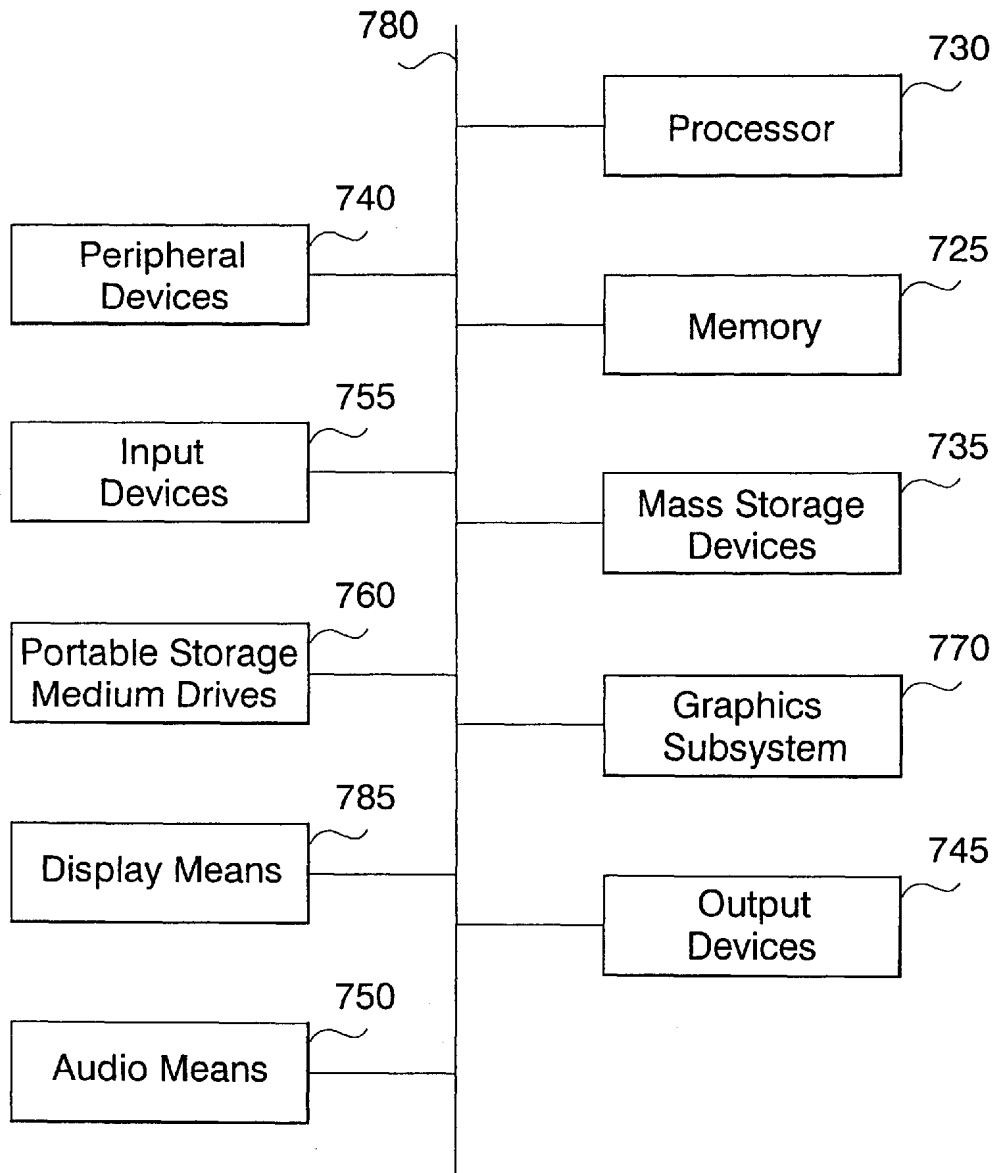 780
730
Processor
740
Peripheral
Devices
725
Memory
755
Input
Devices
735
Mass Storage
Devices
760
Portable Storage
Medium Drives
770
Graphics
Subsystem
785
Display Means
745
Output
Devices
750
Audio Means